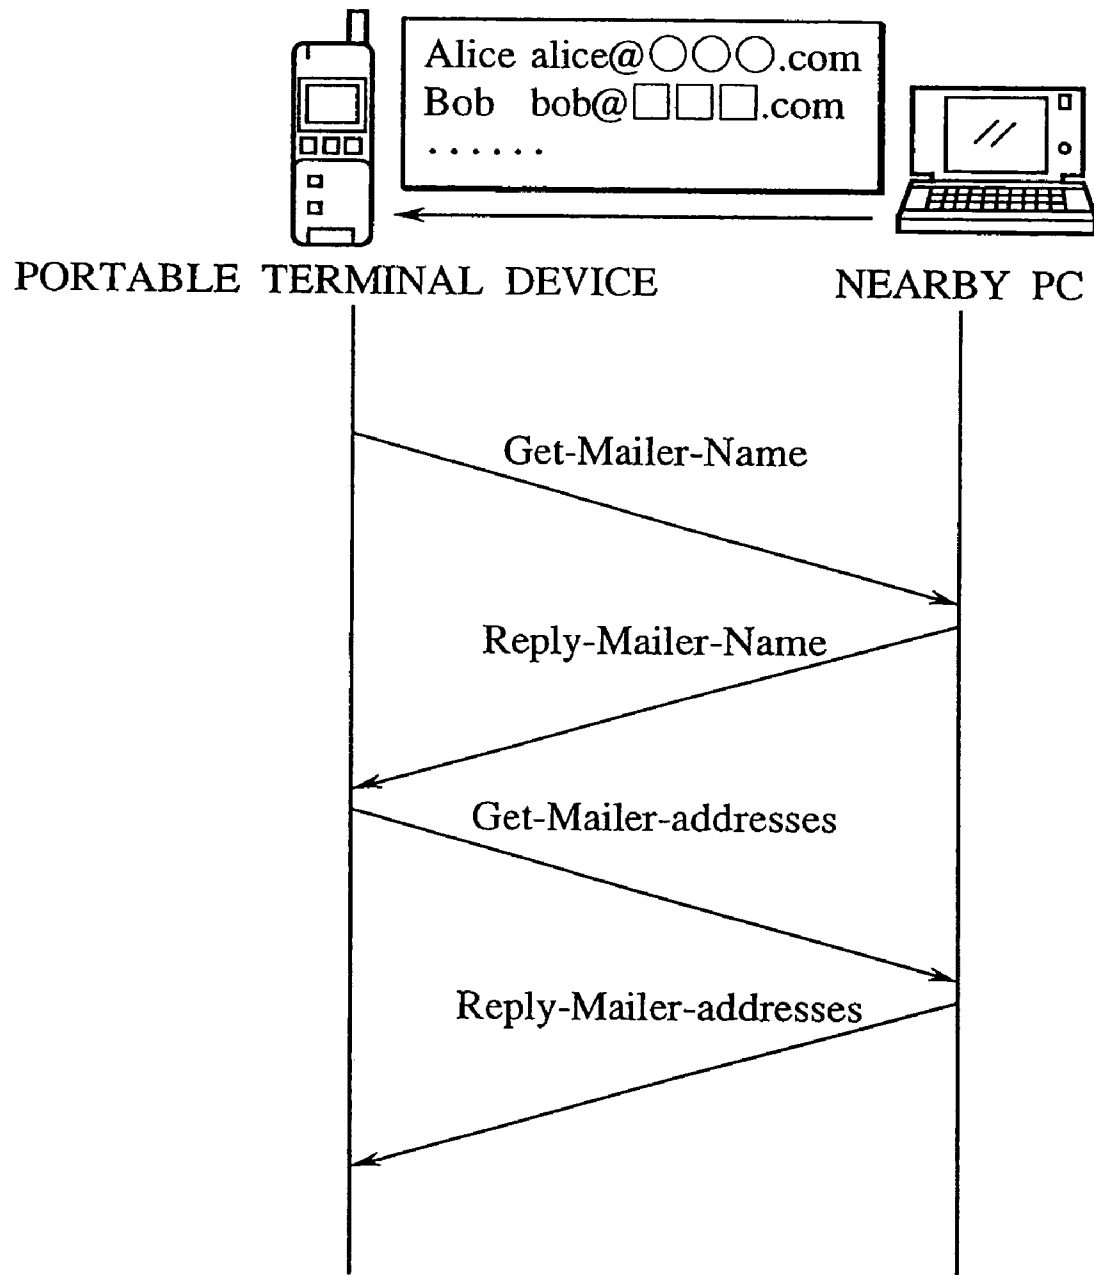 Alice alice@○○○.com
Bob bob@□□□.com
......
PORTABLE TERMINAL DEVICE
NEARBY PC
Get-Mailer-Name
Reply-Mailer-Name
Get-Mailer-addresses
Reply-Mailer-addresses